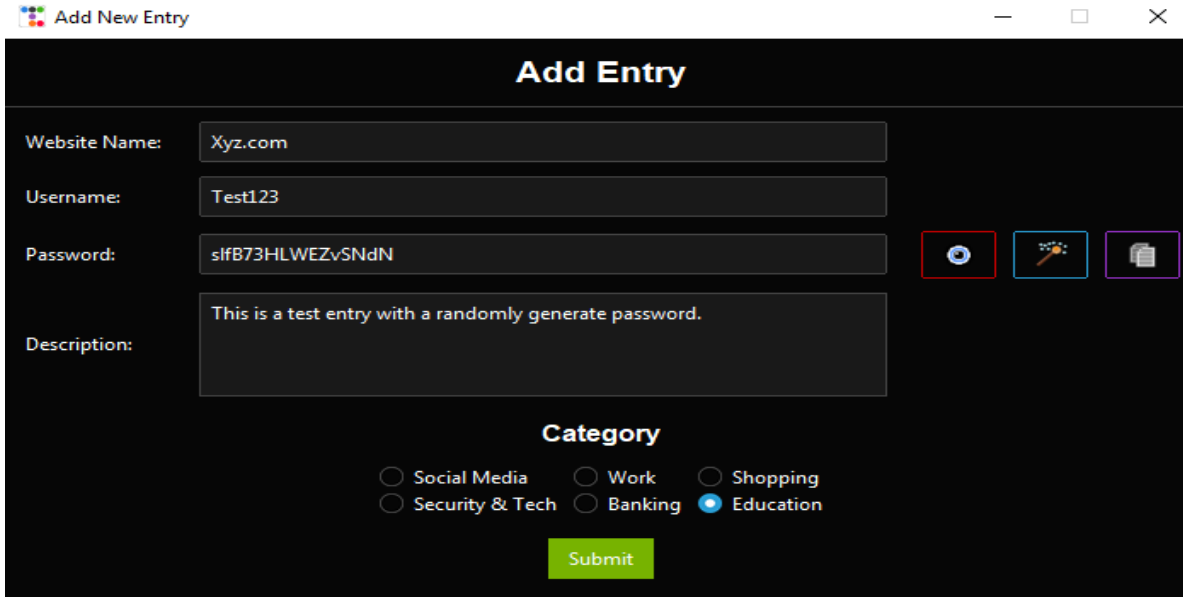 Add New Entry
Add Entry
Website Name: Xyz.com
Username: Test123
Password: slfB73HLWEZvSNdN
This is a test entry with a randomly generate password.
Description:
Category
Social Media Work Shopping
Security & Tech Banking Education
Submit